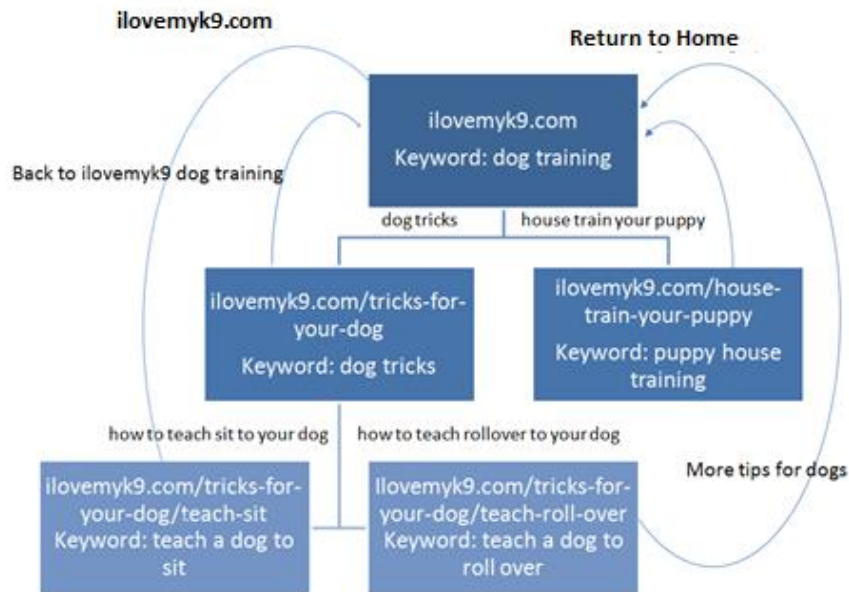 ilovemyk9.com
Return to Home
ilovemyk9.com
Keyword: dog training
Back to ilovemyk9 dog training
dog tricks
house train your puppy
ilovemyk9.com/tricks-for-
your-dog
Keyword: dog tricks
ilovemyk9.com/house-
train-your-puppy
Keyword: puppy house
training
how to teach sit to your dog
how to teach rollover to your dog
More tips for dogs
ilovemyk9.com/tricks-for-
your-dog/teach-sit
Keyword: teach a dog to
sit
Ilovemyk9.com/tricks-for-
your-dog/teach-roll-over
Keyword: teach a dog to
roll over